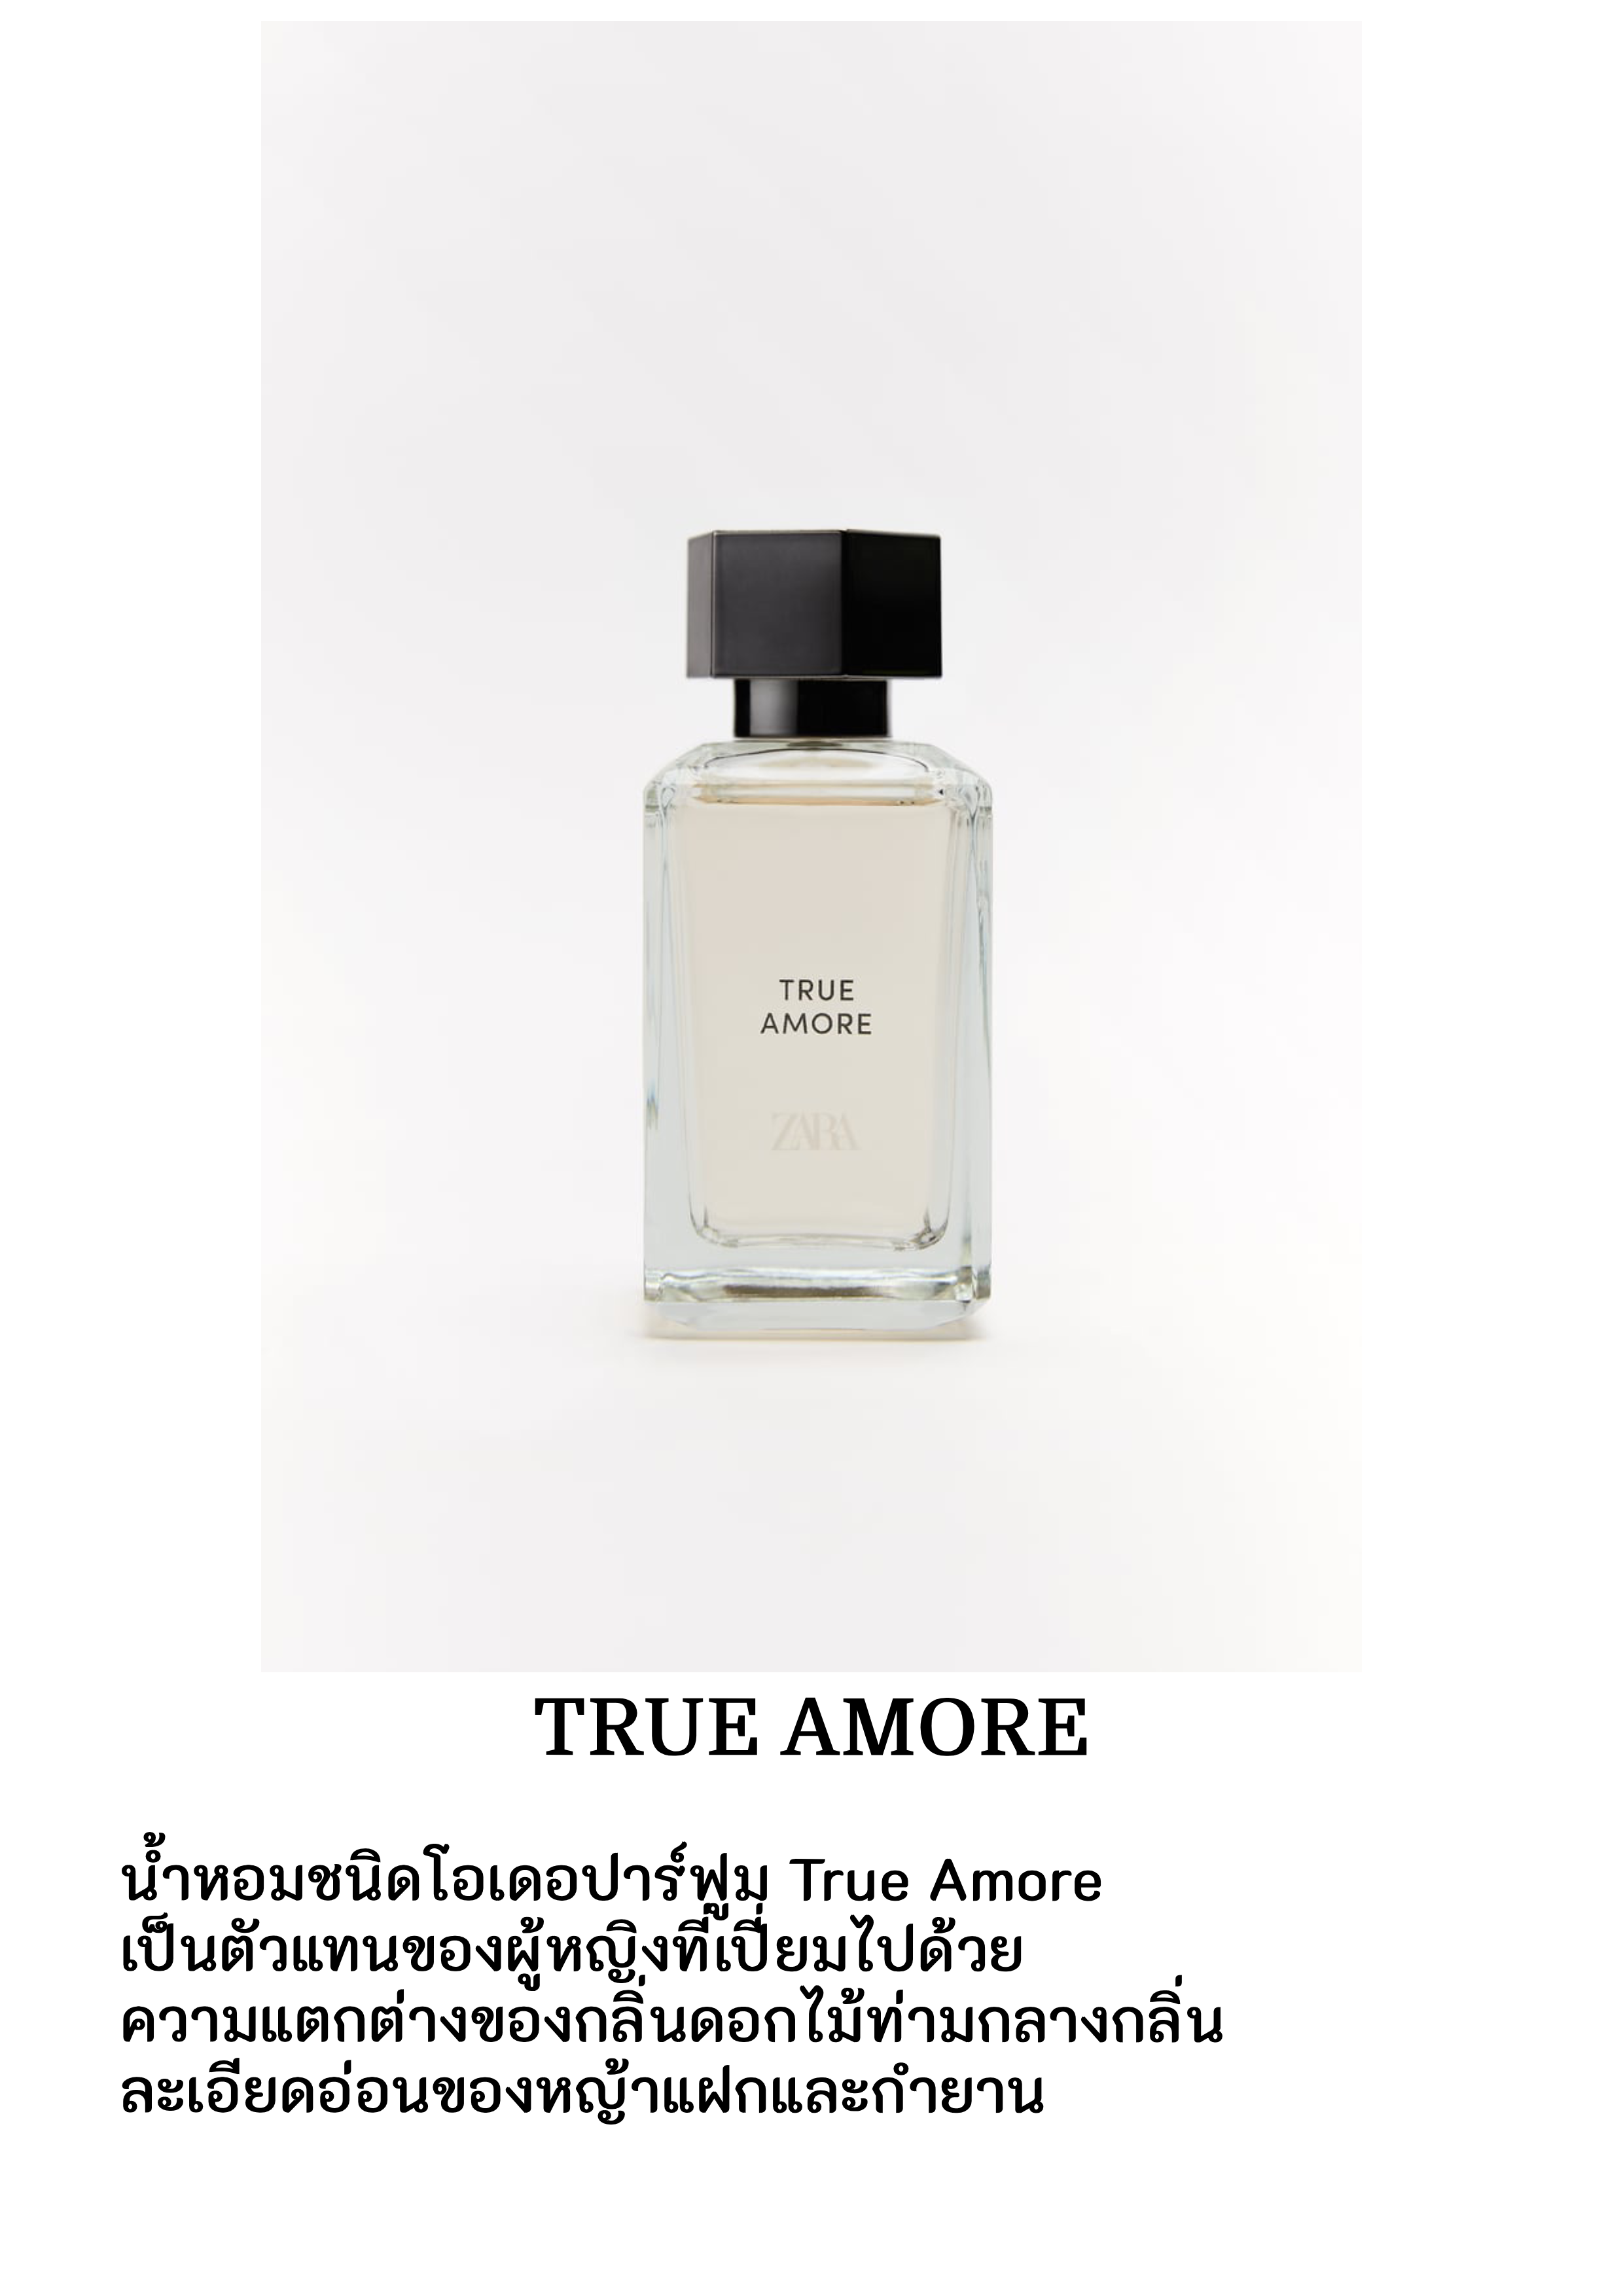 TRUE
AMORE
ZARA
TRUE AMORE
น้ำหอมชนิดโอเดอปาร์ฟูม True Amore
เป็นตัวแทนของผู้หญิงที่เปี่ยมไปด้วย
ความแตกต่างของกลิ่นดอกไม้ท่ามกลางกลิ่น
ละเอียดอ่อนของหญ้าแฝกและกำยาน